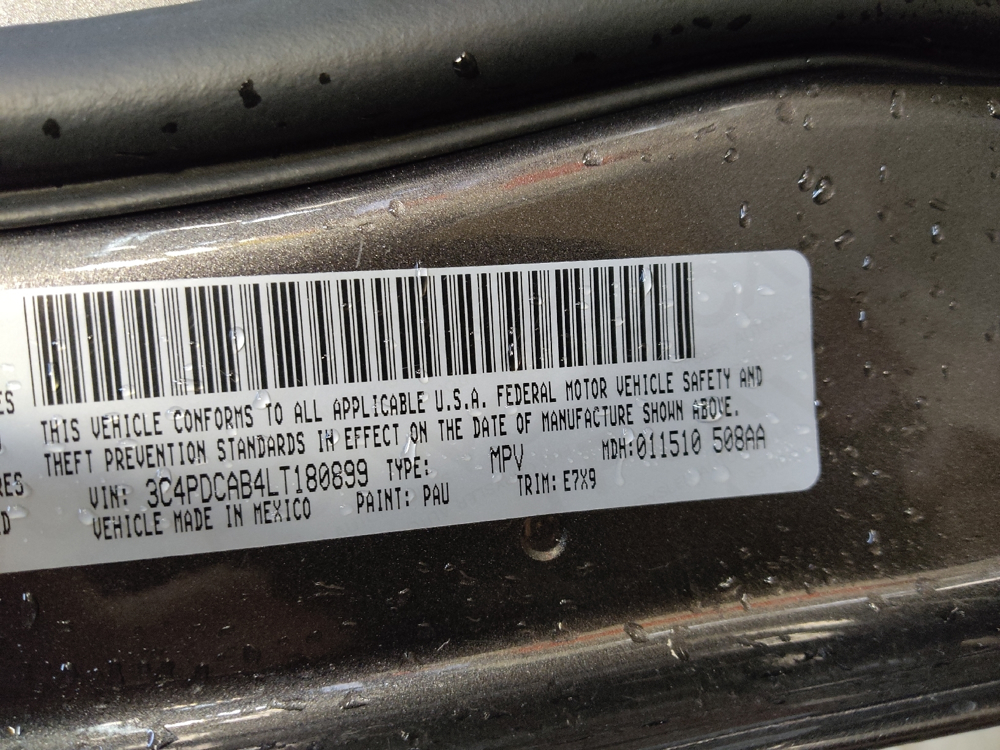 THIS VEHICLE CONFORMS TO ALL APPLICABLE U.S.A. FEDERAL MOTOR VEHICLE SAFETY AND
THEFT PREVENTION STANDARDS IN EFFECT ON THE DATE OF MANUFACTURE SHOWN ABOVE.
VIN: 3C4PDCAB4LT180899 TYPE: MPV MDH:011510 508AA
VEHICLE MADE IN MEXICO PAINT: PAU TRIM: E7X9